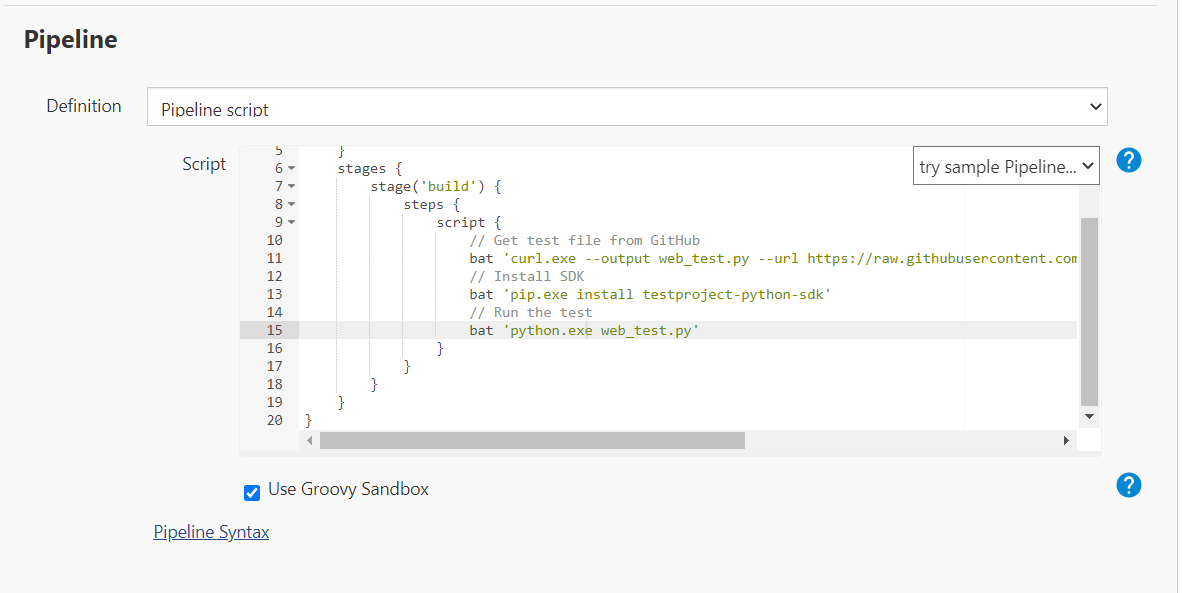 Pipeline
Definition
Pipeline script
Script
try sample Pipeline...
?
5 }
6 stages {
7 stage('build') {
8 steps {
9 script {
10 // Get test file from GitHub
11 bat 'curl.exe --output web_test.py --url https://raw.githubusercontent.com
12 // Install SDK
13 bat 'pip.exe install testproject-python-sdk'
14 // Run the test
15 bat 'python.exe web_test.py'
16 }
17 }
18 }
19 }
20 }
Use Groovy Sandbox
?
Pipeline Syntax